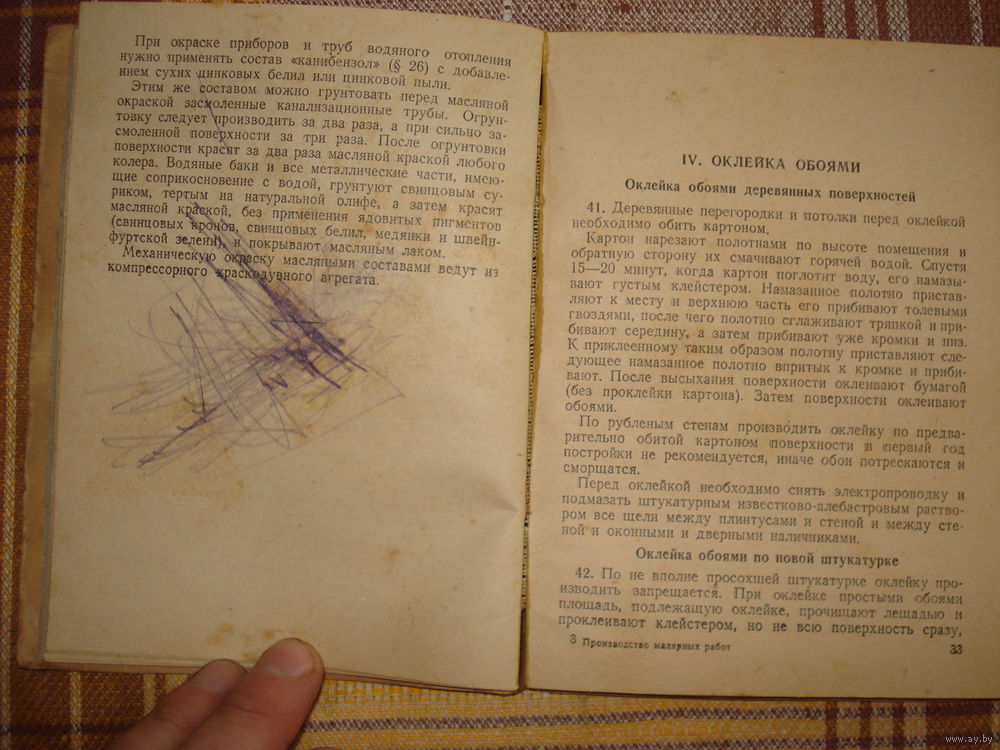 При окраске приборов и труб водяного отопления
нужно применять состав «канибензол» (§ 26) с добавле-
нием сухих цинковых белил или цинковой пыли.
Этим же составом можно грунтовать перед масляной
окраской засмоленные канализационные трубы. Огрун-
товку следует производить за два раза, а при сильно за-
смоленной поверхности за три раза. После огрунтовки
поверхности красят за два раза масляной краской любого
колера. Водяные баки и все металлические части, имею-
щие соприкосновение с водой, грунтуют свинцовым су-
риком, тертым на натуральной олифе, а затем красят
масляной краской, без применения ядовитых пигментов
(свинцовых кронов, свинцовых белил, медянки и швейн-
фуртской зелени), и покрывают масляным лаком.
Механическую окраску масляными составами ведут из
компрессорного краскодувного агрегата.
IV. ОКЛЕЙКА ОБОЯМИ
Оклейка обоями деревянных поверхностей
41. Деревянные перегородки и потолки перед оклейкой
необходимо обить картоном.
Картон нарезают полотнами по высоте помещения и
обратную сторону их смачивают горячей водой. Спустя
15—20 минут, когда картон поглотит воду, его намазы-
вают густым клейстером. Намазанное полотно пристав-
ляют к месту и верхнюю часть его прибивают толевыми
гвоздями, после чего полотно сглаживают тряпкой и при-
бивают середину, а затем прибивают уже кромки и низ.
К приклеенному таким образом полотну приставляют сле-
дующее намазанное полотно впритык к кромке и приби-
вают. После высыхания поверхности оклеивают бумагой
(без проклейки картона). Затем поверхности оклеивают
обоями.
По рубленым стенам производить оклейку по предва-
рительно обитой картоном поверхности в первый год
постройки не рекомендуется, иначе обои потрескаются и
сморщатся.
Перед оклейкой необходимо снять электропроводку и
подмазать штукатурным известково-алебастровым раство-
ром все щели между плинтусами и стеной и между сте-
ной и оконными и дверными наличниками.
Оклейка обоями по новой штукатурке
42. По не вполне просохшей штукатурке оклейку про-
изводить запрещается. При оклейке простыми обоями
площадь, подлежащую оклейке, прочищают лещадью и
проклеивают клейстером, но не всю поверхность сразу,
3 Производство малярных работ
33
www.ay.by